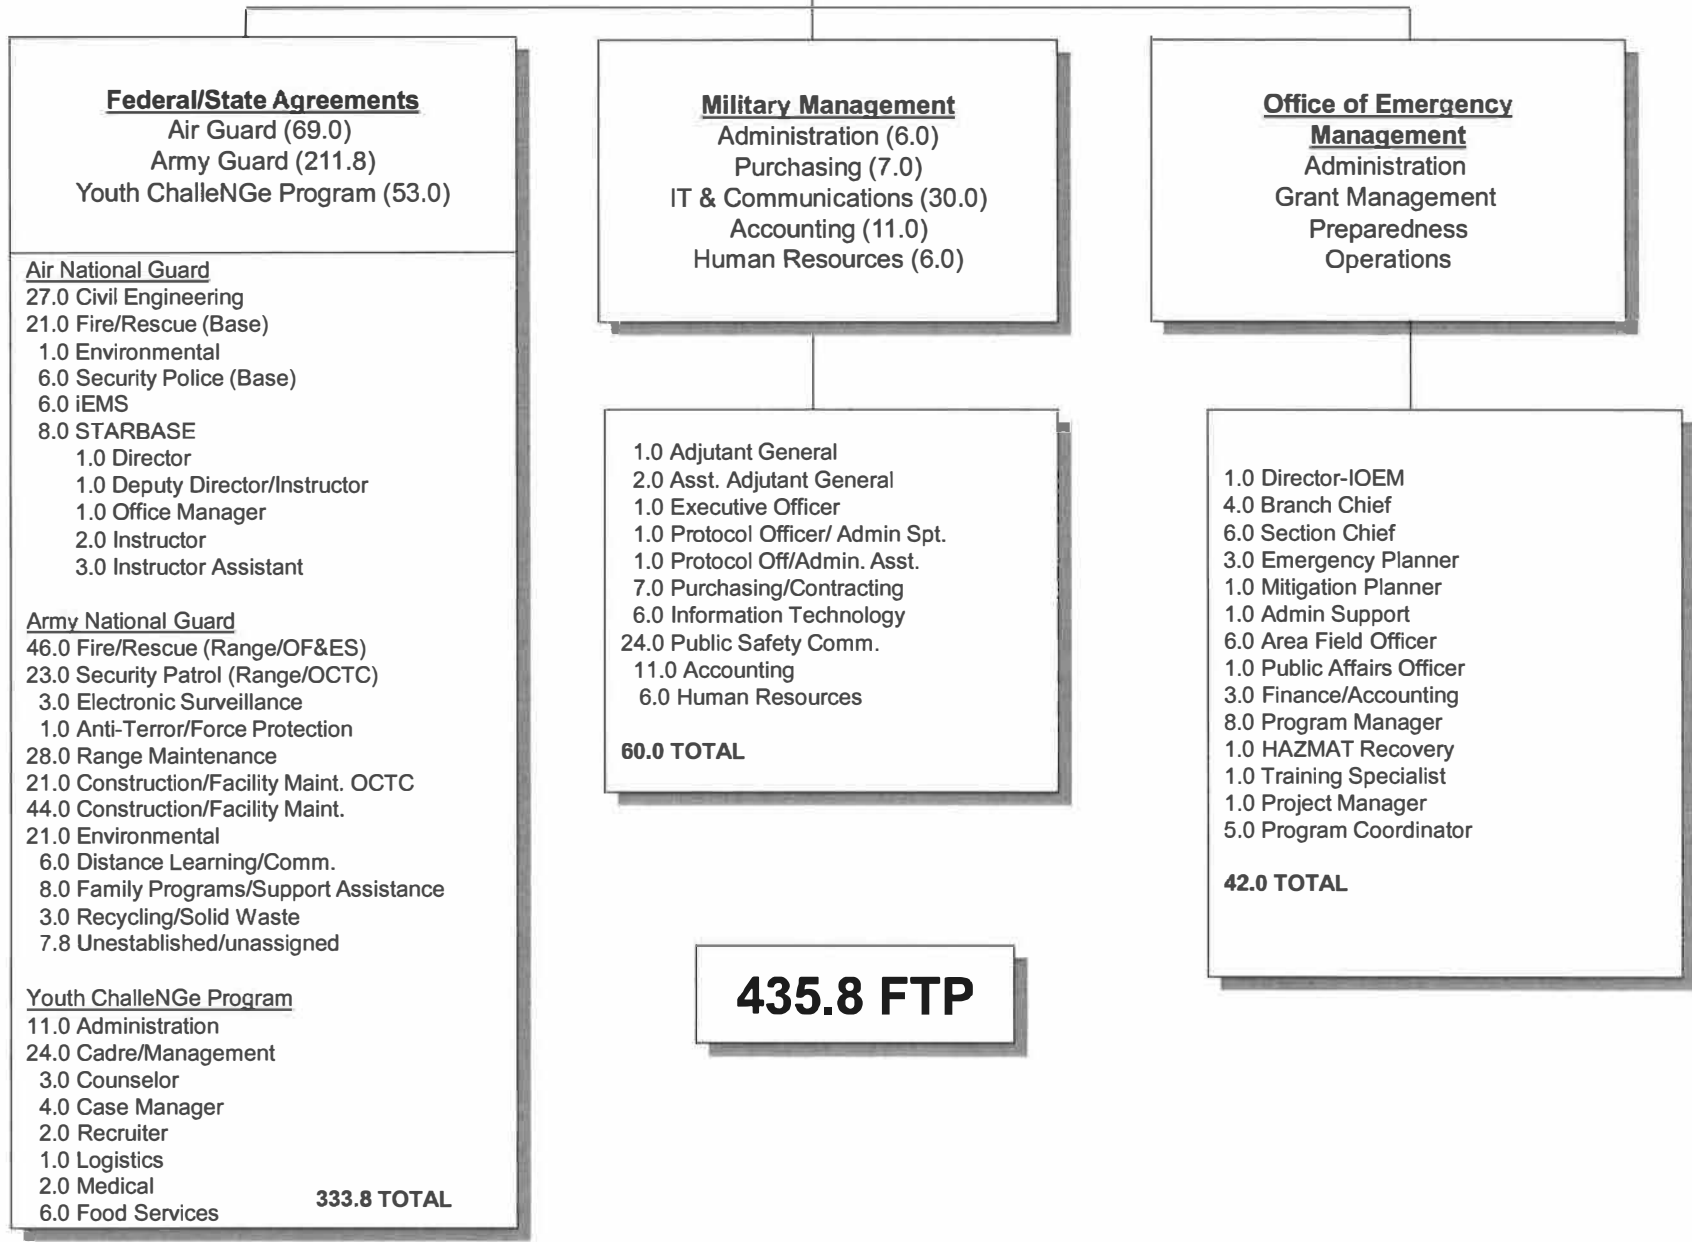 Federal/State Agreements
Air Guard (69.0)
Army Guard (211.8)
Youth ChalleNGe Program (53.0)
Air National Guard
27.0 Civil Engineering
21.0 Fire/Rescue (Base)
1.0 Environmental
6.0 Security Police (Base)
6.0 iEMS
8.0 STARBASE
1.0 Director
1.0 Deputy Director/Instructor
1.0 Office Manager
2.0 Instructor
3.0 Instructor Assistant
Army National Guard
46.0 Fire/Rescue (Range/OF&ES)
23.0 Security Patrol (Range/OCTC)
3.0 Electronic Surveillance
1.0 Anti-Terror/Force Protection
28.0 Range Maintenance
21.0 Construction/Facility Maint. OCTC
44.0 Construction/Facility Maint.
21.0 Environmental
6.0 Distance Learning/Comm.
8.0 Family Programs/Support Assistance
3.0 Recycling/Solid Waste
7.8 Unestablished/unassigned
Youth ChalleNGe Program
11.0 Administration
24.0 Cadre/Management
3.0 Counselor
4.0 Case Manager
2.0 Recruiter
1.0 Logistics
2.0 Medical
6.0 Food Services
333.8 TOTAL
Military Management
Administration (6.0)
Purchasing (7.0)
IT & Communications (30.0)
Accounting (11.0)
Human Resources (6.0)
1.0 Adjutant General
2.0 Asst. Adjutant General
1.0 Executive Officer
1.0 Protocol Officer/ Admin Spt.
1.0 Protocol Off/Admin. Asst.
7.0 Purchasing/Contracting
6.0 Information Technology
24.0 Public Safety Comm.
11.0 Accounting
6.0 Human Resources
60.0 TOTAL
435.8 FTP
Office of Emergency
Management
Administration
Grant Management
Preparedness
Operations
1.0 Director-IOEM
4.0 Branch Chief
6.0 Section Chief
3.0 Emergency Planner
1.0 Mitigation Planner
1.0 Admin Support
6.0 Area Field Officer
1.0 Public Affairs Officer
3.0 Finance/Accounting
8.0 Program Manager
1.0 HAZMAT Recovery
1.0 Training Specialist
1.0 Project Manager
5.0 Program Coordinator
42.0 TOTAL